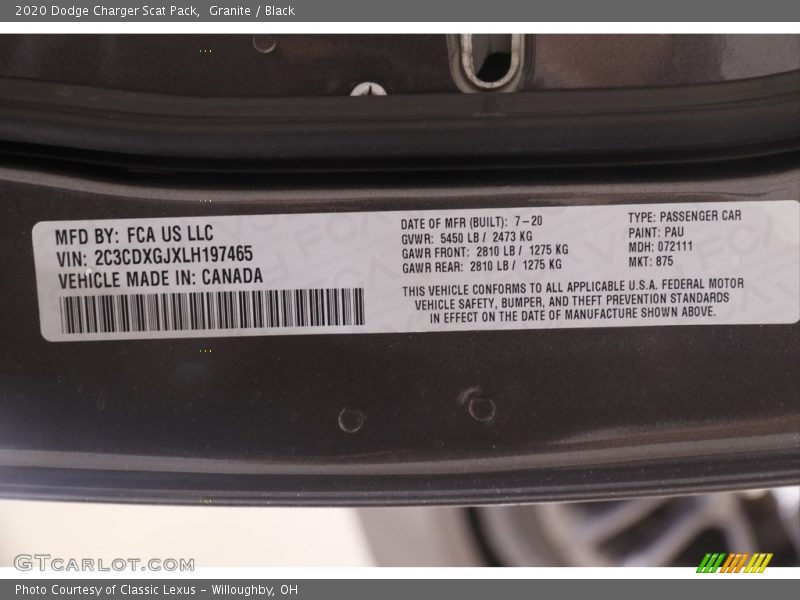 2020 Dodge Charger Scat Pack, Granite / Black
MFD BY: FCA US LLC
VIN: 2C3CDXGJXLH197465
VEHICLE MADE IN: CANADA
DATE OF MFR (BUILT): 7-20
GVWR: 5450 LB / 2473 KG
GAWR FRONT: 2810 LB / 1275 KG
GAWR REAR: 2810 LB / 1275 KG
TYPE: PASSENGER CAR
PAINT: PAU
MDH: 072111
MKT: 875
THIS VEHICLE CONFORMS TO ALL APPLICABLE U.S.A. FEDERAL MOTOR
VEHICLE SAFETY, BUMPER, AND THEFT PREVENTION STANDARDS
IN EFFECT ON THE DATE OF MANUFACTURE SHOWN ABOVE.
GTCARLOT.COM
Photo Courtesy of Classic Lexus - Willoughby, OH